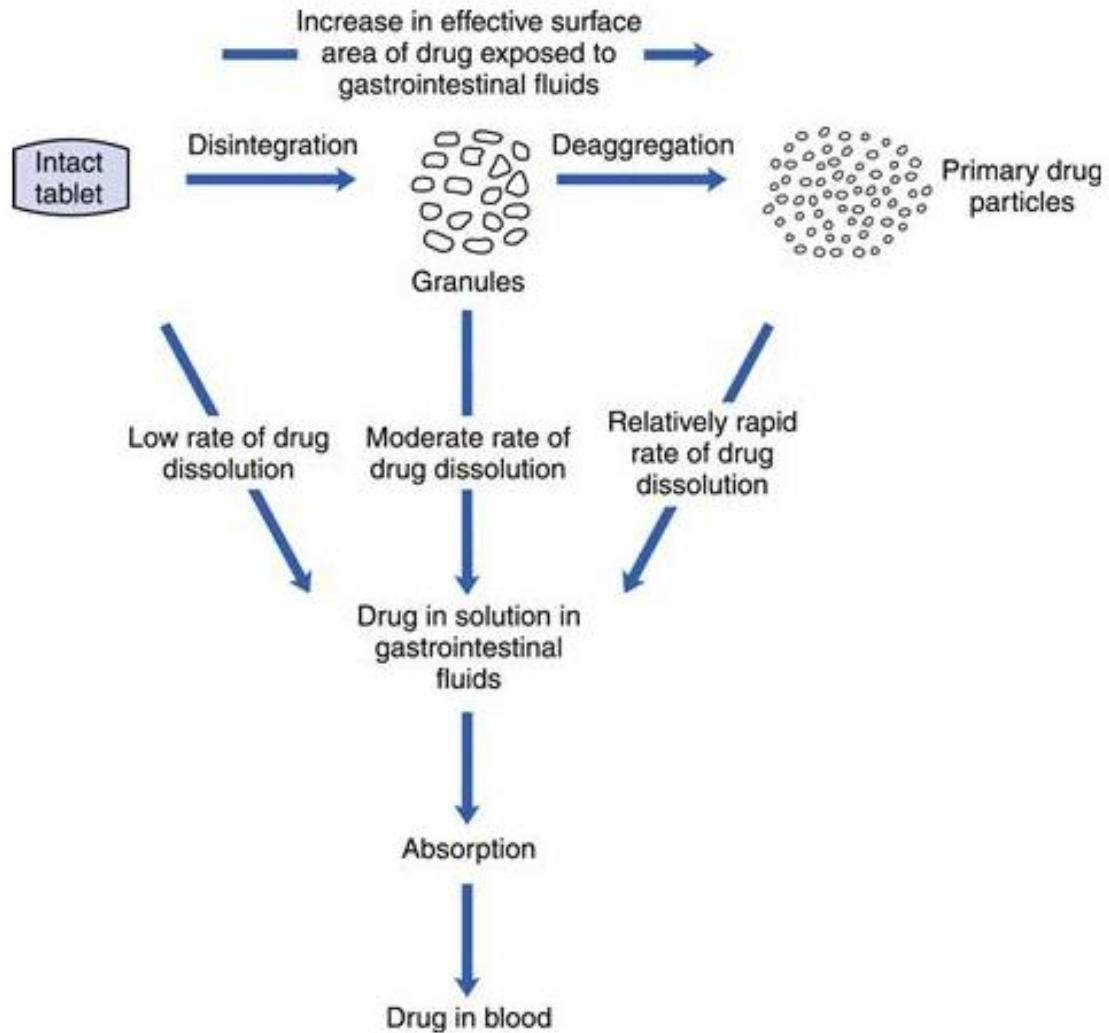 Increase in effective surface
area of drug exposed to
gastrointestinal fluids
Intact
tablet
Disintegration
Deaggregation
Primary drug
particles
Granules
Low rate of drug
dissolution
Moderate rate of
drug dissolution
Relatively rapid
rate of drug
dissolution
Drug in solution in
gastrointestinal
fluids
Absorption
Drug in blood